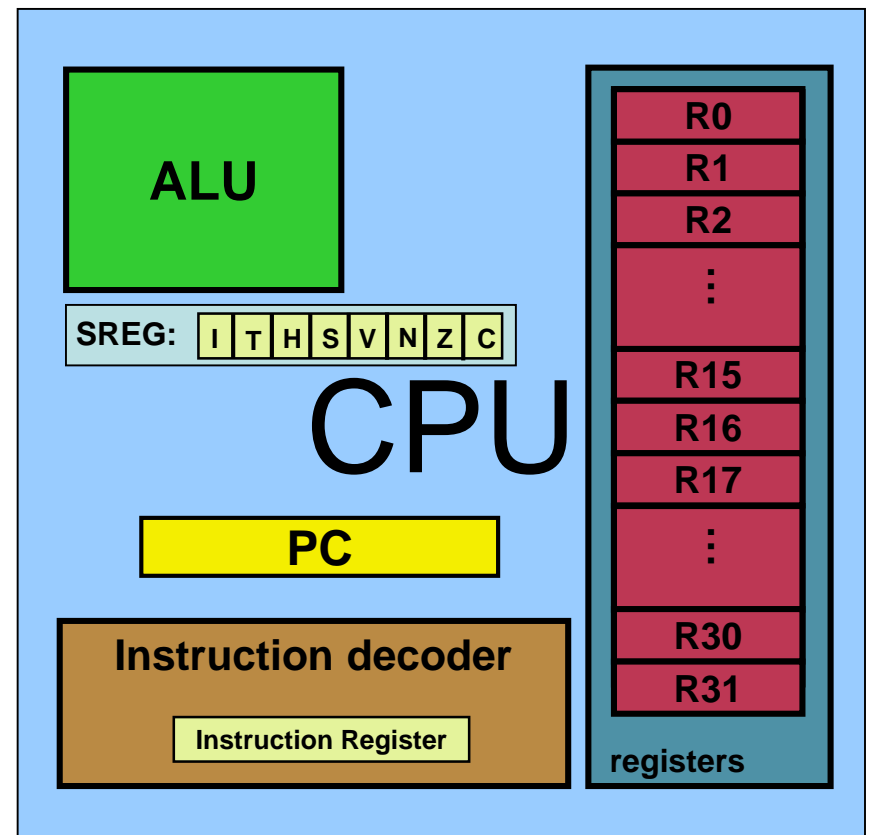 ALU
SREG: I T H S V N Z C
CPU
PC
Instruction decoder
Instruction Register
R0
R1
R2
⋮
R15
R16
R17
⋮
R30
R31
registers